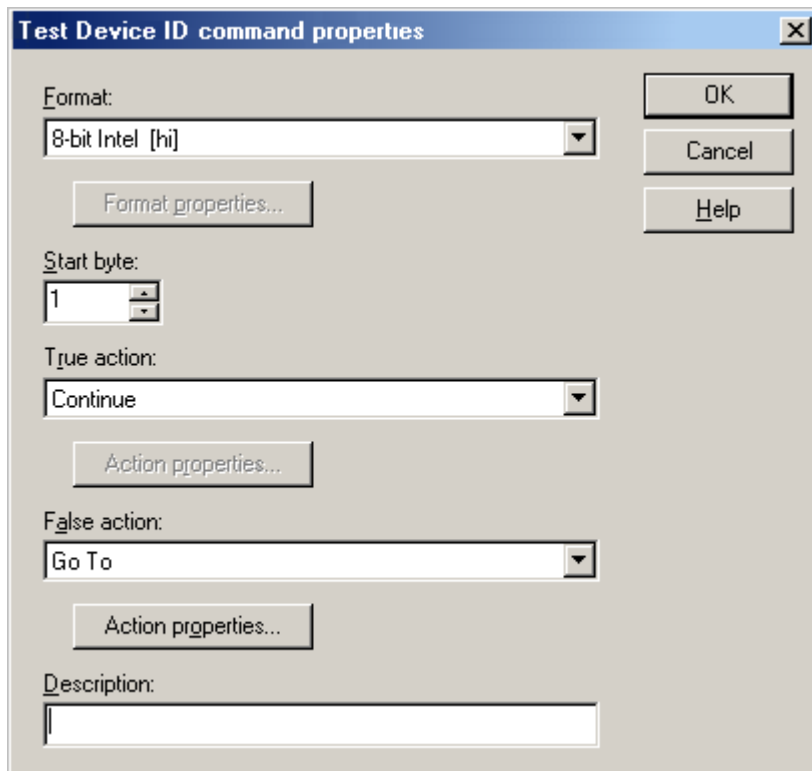 Test Device ID command properties
Format:
OK
8-bit Intel [hi]
Cancel
Format properties...
Help
Start byte:
1
True action:
Continue
Action properties...
False action:
Go To
Action properties...
Description: